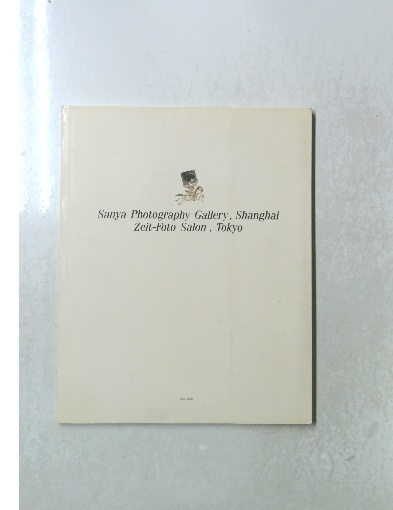 Sanya Photography Gallery, Shanghai
Zeit-Foto Salon, Tokyo